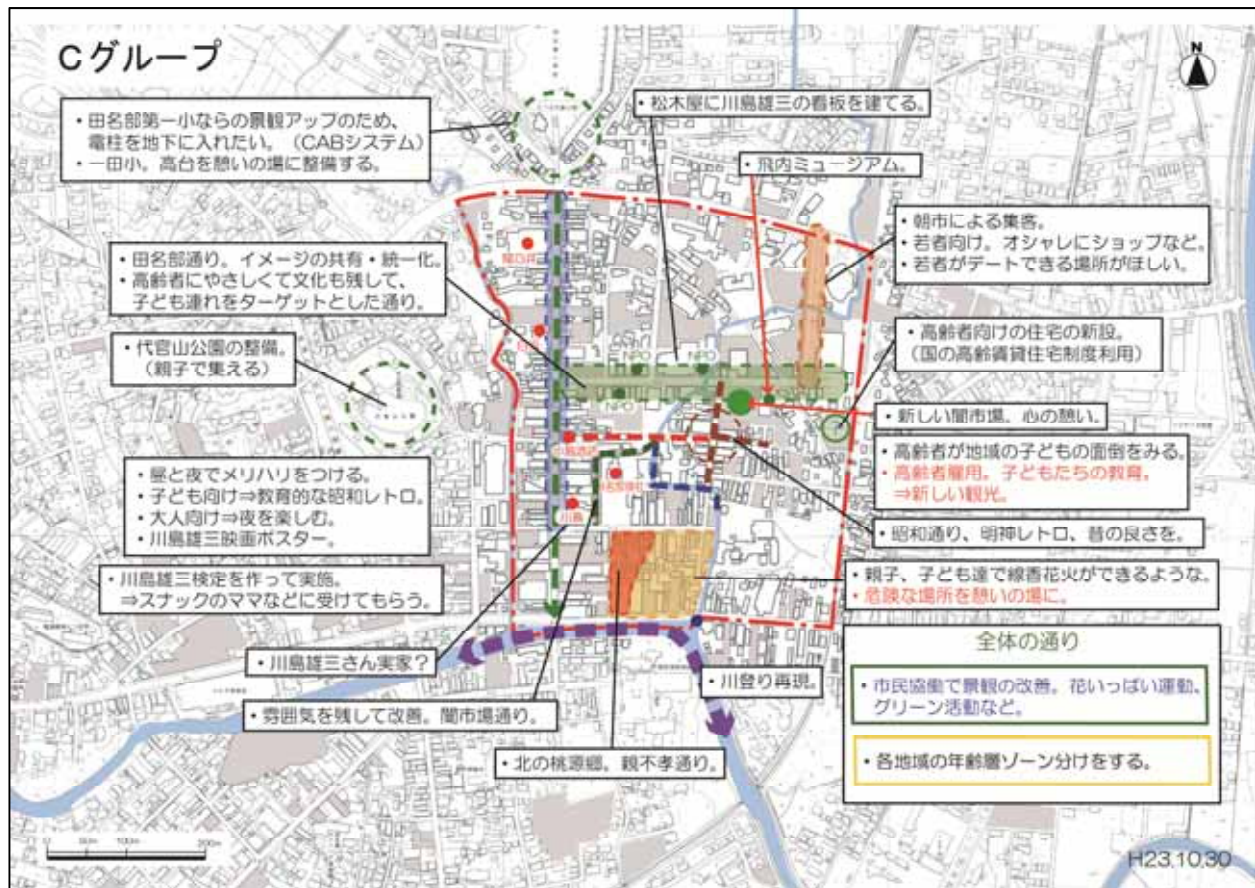 Cグループ
N
・田名部第一小ならの景観アップのため、
電柱を地下に入れたい。（CABシステム）
・一田小。高台を憩いの場に整備する。
・松木屋に川島雄三の看板を建てる。
・飛内ミュージアム。
・朝市による集客。
・若者向け。オシャレにショップなど。
・若者がデートできる場所がほしい。
・田名部通り。イメージの共有・統一化。
・高齢者にやさしくて文化も残して、
子ども連れをターゲットとした通り。
・高齢者向けの住宅の新設。
（国の高齢賃貸住宅制度利用）
・代官山公園の整備。
（親子で集える）
NPO
NPO
NPO
・新しい闇市場、心の憩い。
・高齢者が地域の子どもの面倒をみる。
・高齢者雇用。子どもたちの教育。
⇒新しい観光。
・昼と夜でメリハリをつける。
・子ども向け⇒教育的な昭和レトロ。
・大人向け⇒夜を楽しむ。
・川島雄三映画ポスター。
川島
・昭和通り、明神レトロ、昔の良さを。
・川島雄三検定を作って実施。
⇒スナックのママなどに受けてもらう。
・親子、子ども達で線香花火ができるような。
・危険な場所を憩いの場に。
全体の通り
・市民協働で景観の改善。花いっぱい運動、
グリーン活動など。
・各地域の年齢層ゾーン分けをする。
・川島雄三さん実家？
・川登り再現。
・雰囲気を残して改善。闇市場通り。
・北の桃源郷。親不孝通り。
H23.10.30